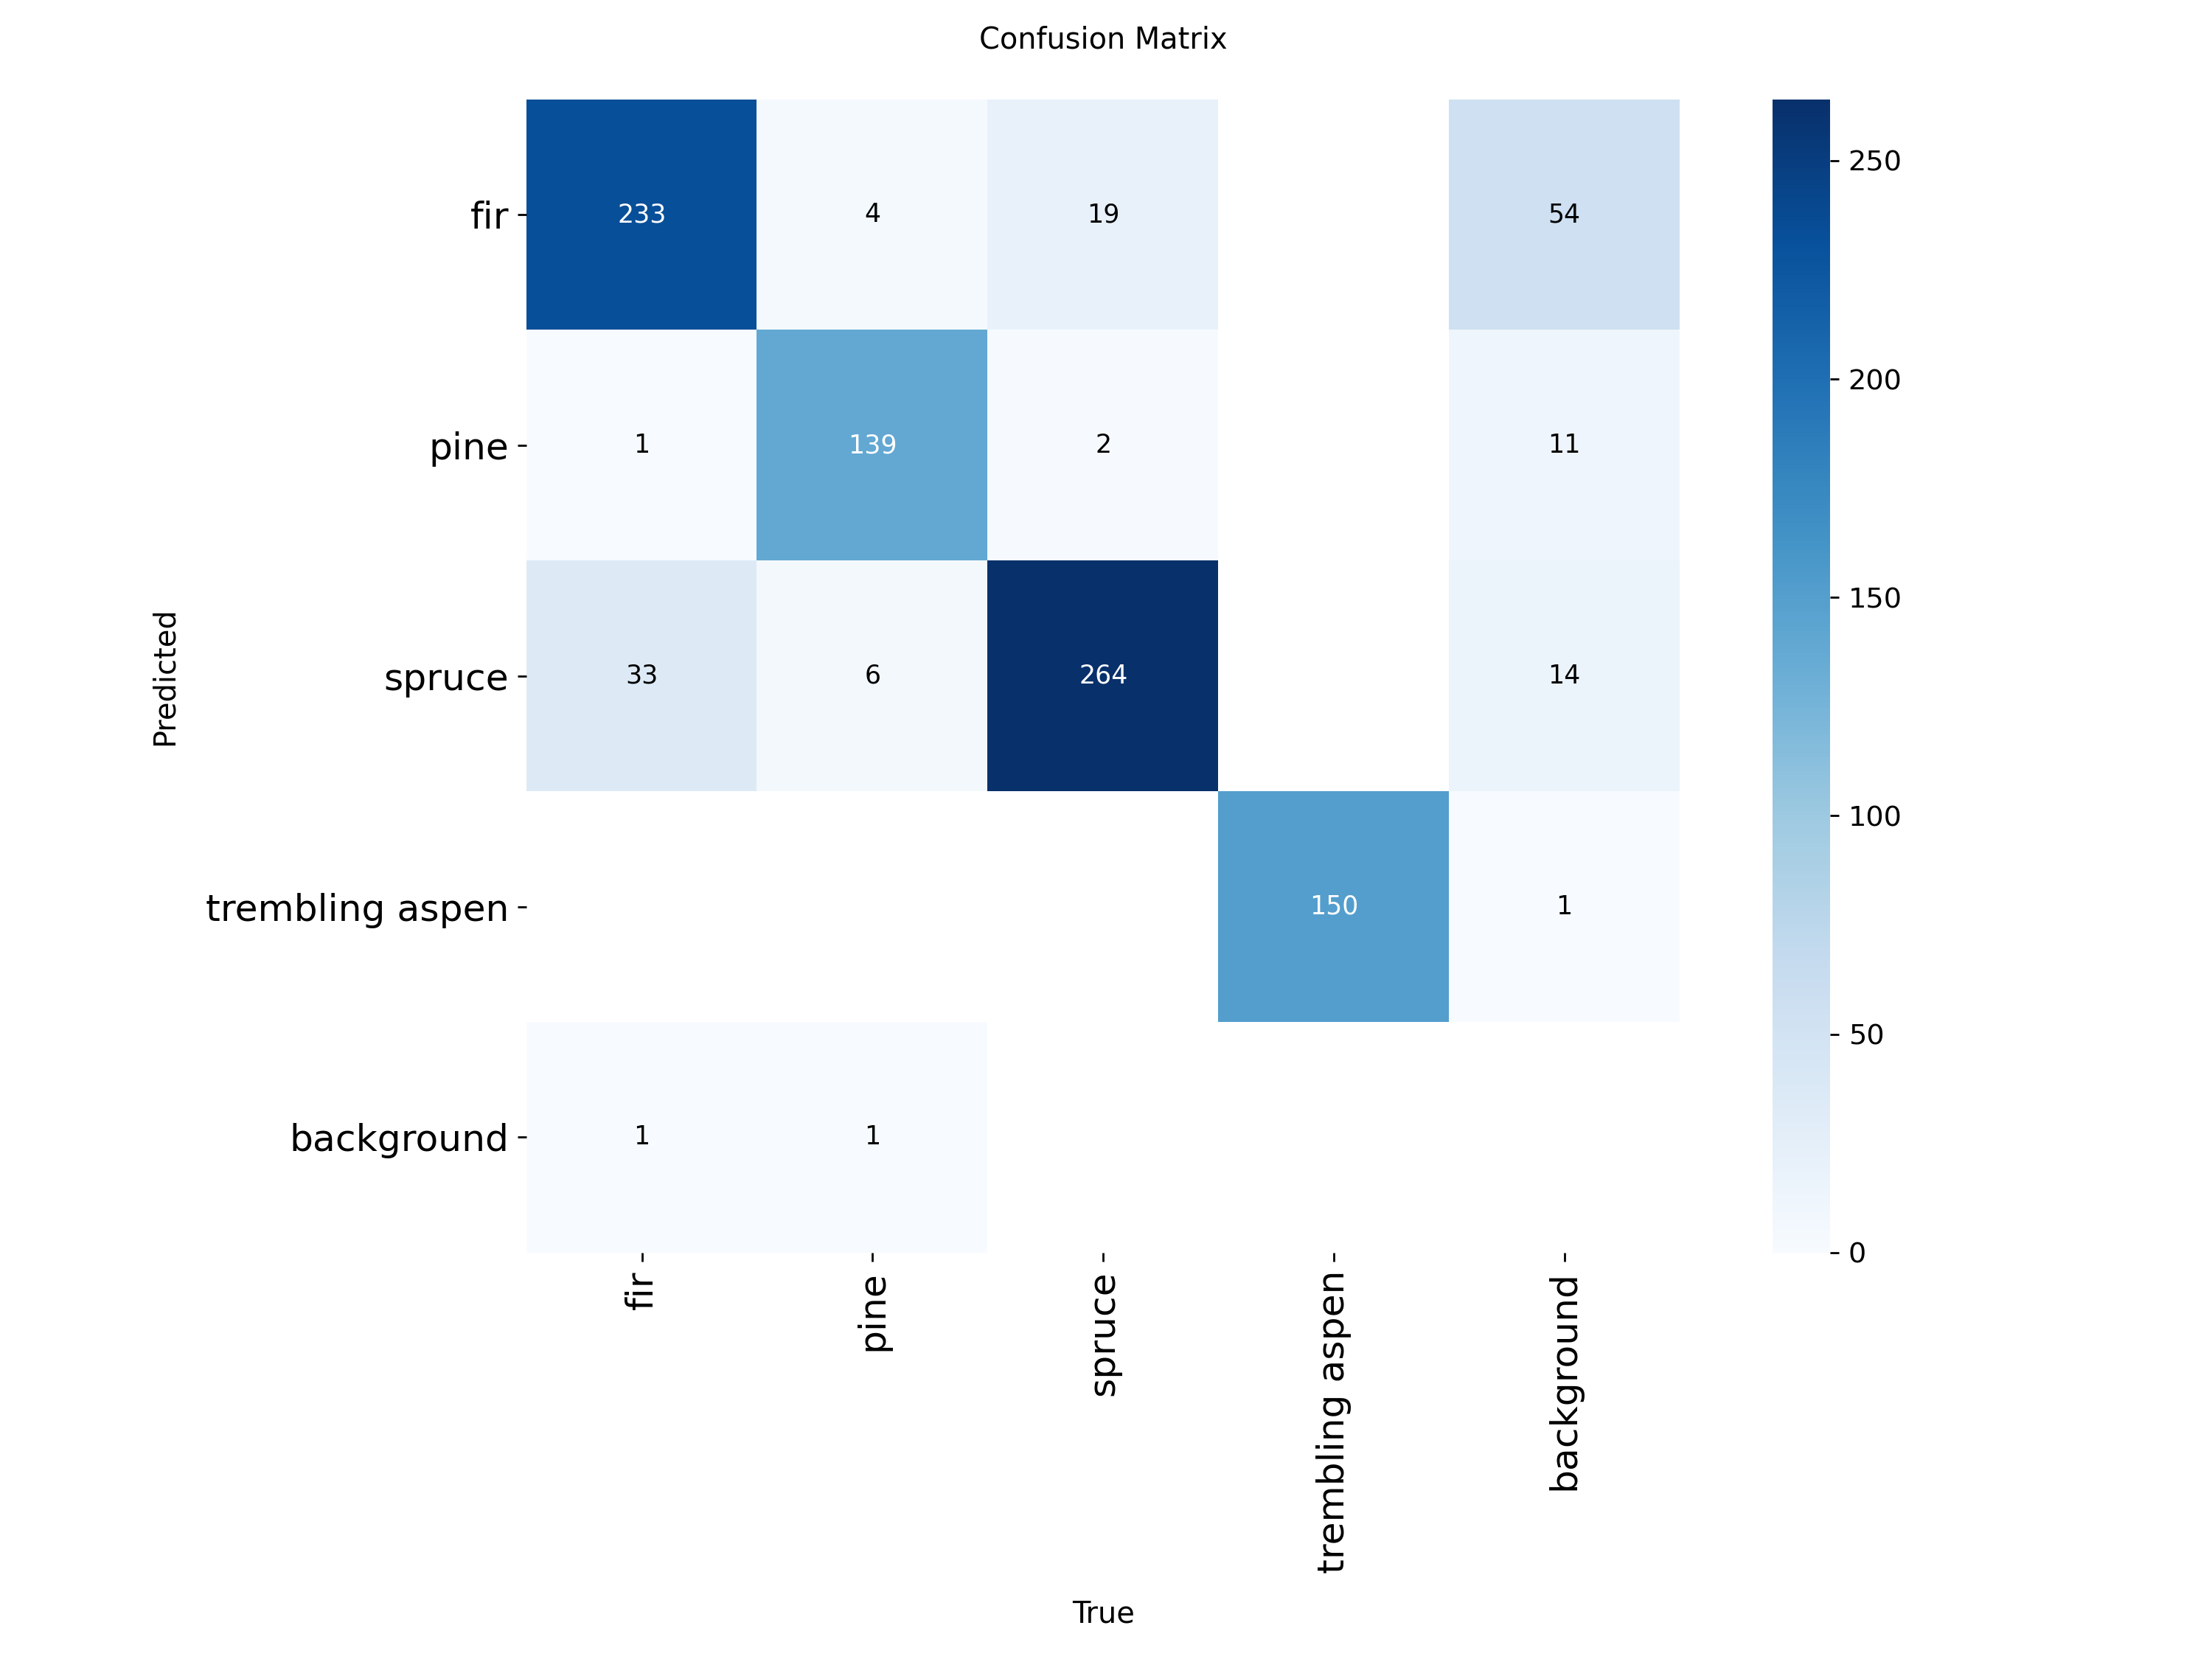 Confusion Matrix
fir
233
4
19
54
pine
1
139
2
11
spruce
33
6
264
14
trembling aspen
150
1
background
1
1
Predicted
fir
pine
spruce
trembling aspen
background
True
250
200
150
100
50
0